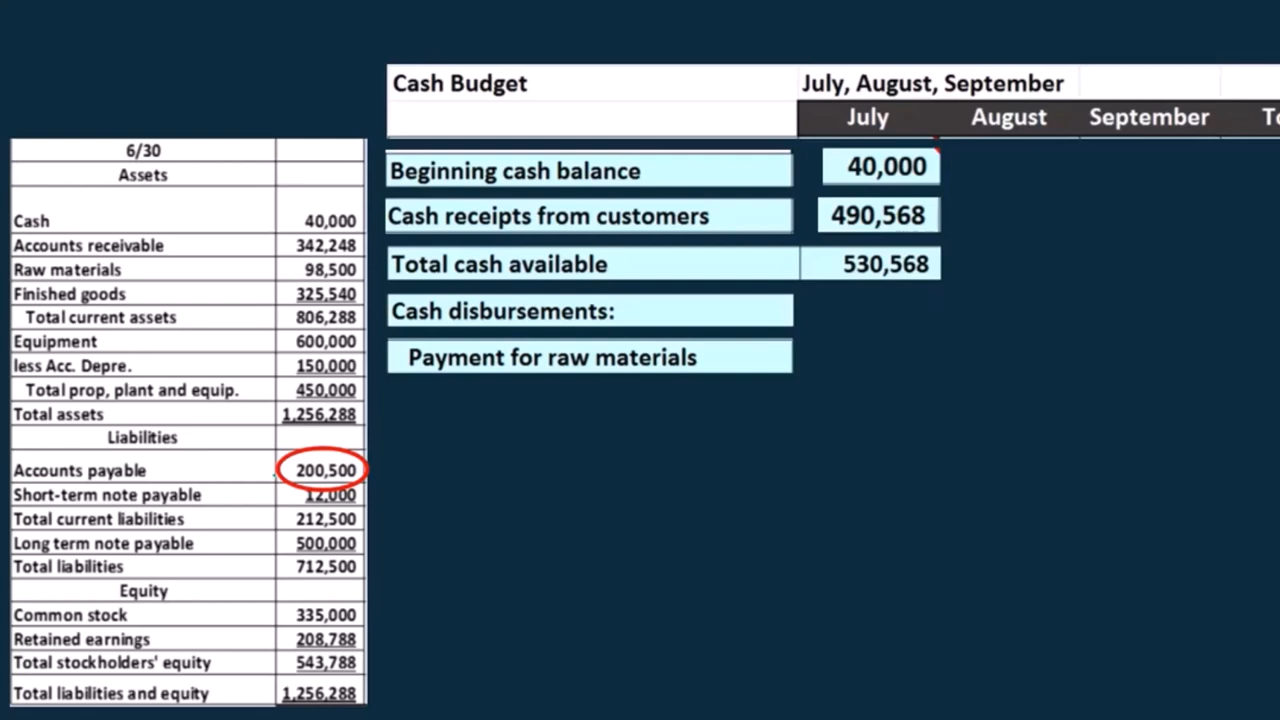 Cash Budget July, August, September
July August September To
Beginning cash balance 40,000
Cash receipts from customers 490,568
Total cash available 530,568
Cash disbursements:
Payment for raw materials
6/30
Assets
Cash 40,000
Accounts receivable 342,248
Raw materials 98,500
Finished goods 325,540
Total current assets 806,288
Equipment 600,000
less Acc. Depre. 150,000
Total prop, plant and equip. 450,000
Total assets 1,256,288
Liabilities
Accounts payable 200,500
Short-term note payable 12,000
Total current liabilities 212,500
Long term note payable 500,000
Total liabilities 712,500
Equity
Common stock 335,000
Retained earnings 208,788
Total stockholders' equity 543,788
Total liabilities and equity 1,256,288